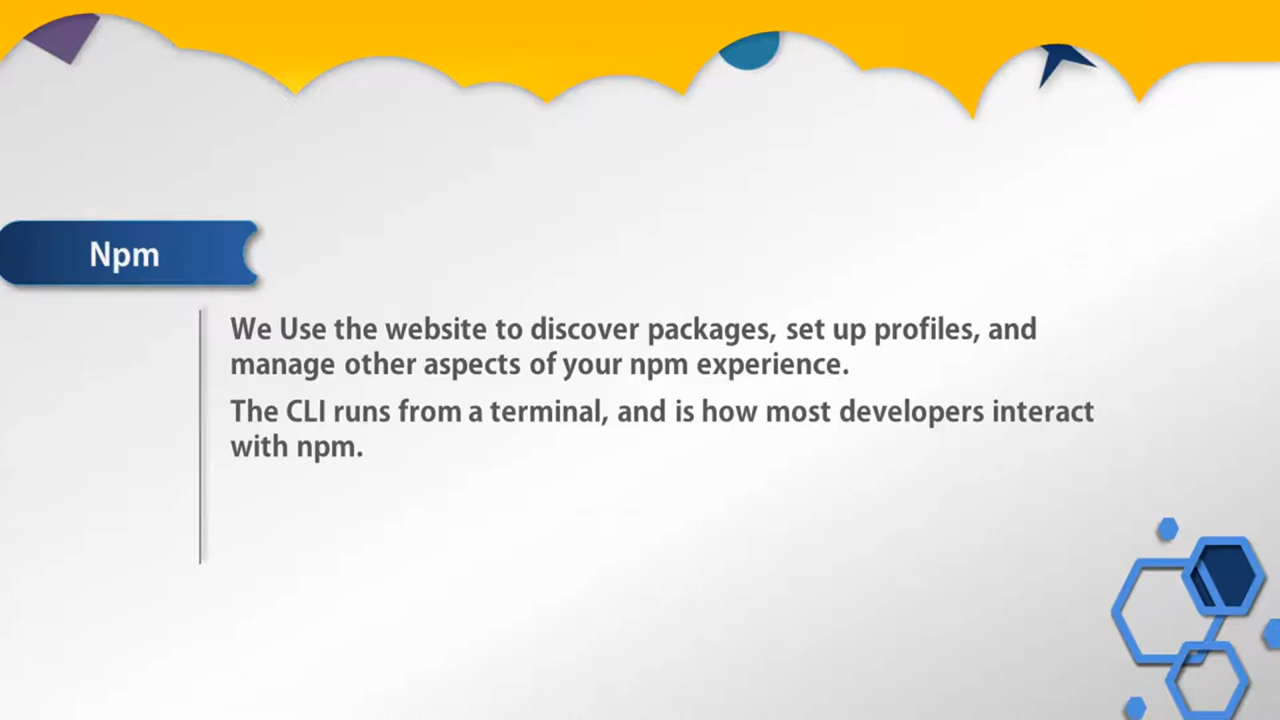 Npm
We Use the website to discover packages, set up profiles, and
manage other aspects of your npm experience.
The CLI runs from a terminal, and is how most developers interact
with npm.